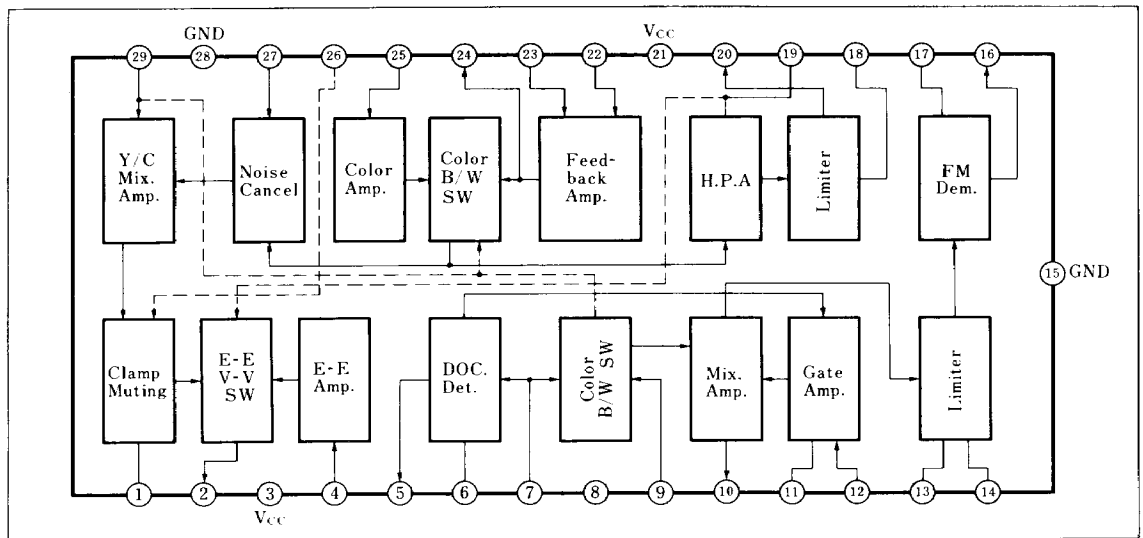 GND
Vcc
29
28
27
26
25
24
23
22
21
20
19
18
17
16
Y/C
Mix.
Amp.
Noise
Cancel
Color
Amp.
Color
B/W
SW
Feed-
back
Amp.
H.P.A
Limiter
FM
Dem.
15 GND
Clamp
Muting
E-E
V-V
SW
E-E
Amp.
DOC.
Det.
Color
B/W SW
Mix.
Amp.
Gate
Amp.
Limiter
1
2
3
4
5
6
7
8
9
10
11
12
13
14
Vcc